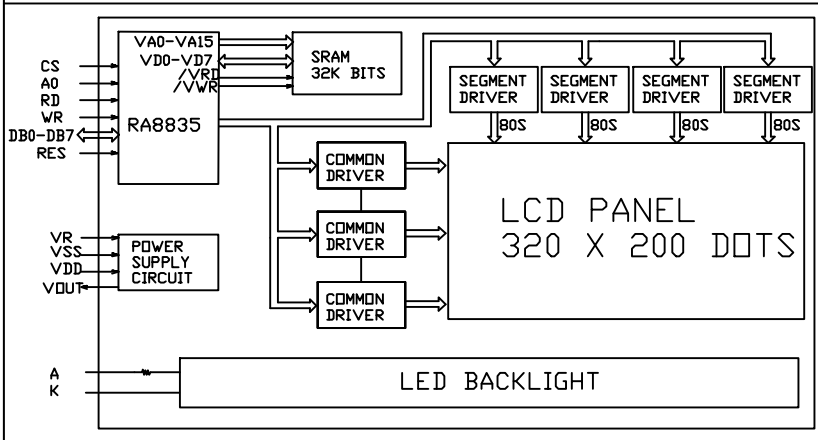 CS
A0
RD
WR
DB0-DB7
RES
VA0-VA15
VD0-VD7
/VRD
/VWR
RA8835
SRAM
32K BITS
SEGMENT
DRIVER
SEGMENT
DRIVER
SEGMENT
DRIVER
SEGMENT
DRIVER
80S
80S
80S
80S
COMMON
DRIVER
COMMON
DRIVER
COMMON
DRIVER
LCD PANEL
320 X 200 DOTS
VR
VSS
VDD
VOUT
POWER
SUPPLY
CIRCUIT
A
K
LED BACKLIGHT